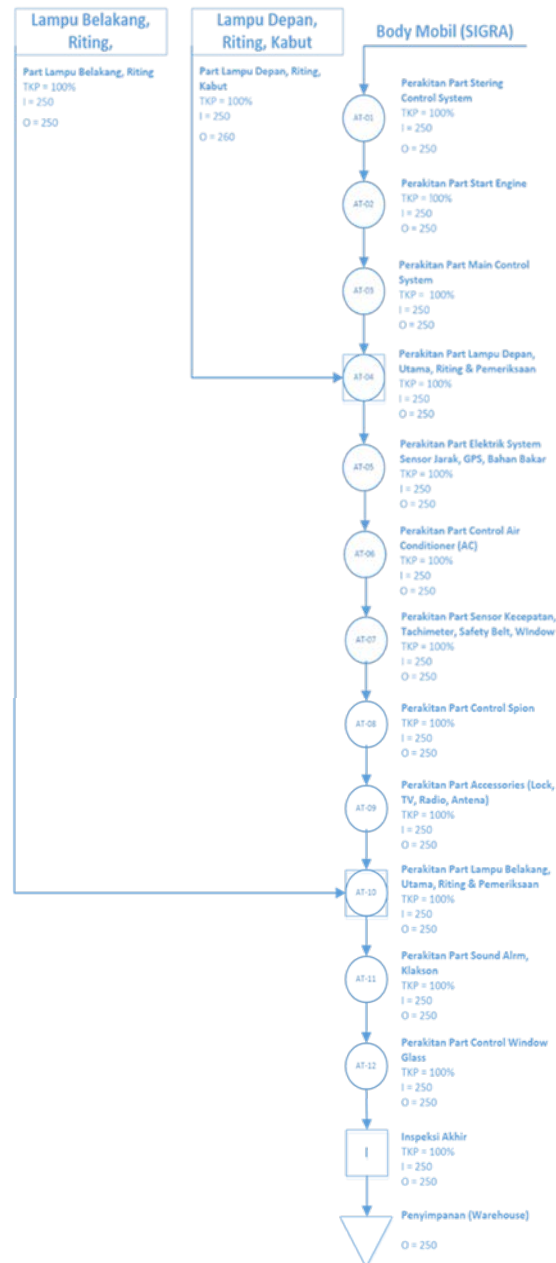 Lampu Belakang,
Riting,
Part Lampu Belakang, Riting
TKP = 100%
I = 250
O = 250
Lampu Depan,
Riting, Kabut
Part Lampu Depan, Riting,
Kabut
TKP = 100%
I = 250
O = 260
Body Mobil (SIGRA)
AT-01
Perakitan Part Stering
Control System
TKP = 100%
I = 250
O = 250
AT-02
Perakitan Part Start Engine
TKP = 100%
I = 250
O = 250
AT-03
Perakitan Part Main Control
System
TKP = 100%
I = 250
O = 250
AT-04
Perakitan Part Lampu Depan,
Utama, Riting & Pemeriksaan
TKP = 100%
I = 250
O = 250
AT-05
Perakitan Part Elektrik System
Sensor Jarak, GPS, Bahan Bakar
TKP = 100%
I = 250
O = 250
AT-06
Perakitan Part Control Air
Conditioner (AC)
TKP = 100%
I = 250
O = 250
AT-07
Perakitan Part Sensor Kecepatan,
Tachimeter, Safety Belt, WIndow
TKP = 100%
I = 250
O = 250
AT-08
Perakitan Part Control Spion
TKP = 100%
I = 250
O = 250
AT-09
Perakitan Part Accessories (Lock,
TV, Radio, Antena)
TKP = 100%
I = 250
O = 250
AT-10
Perakitan Part Lampu Belakang,
Utama, Riting & Pemeriksaan
TKP = 100%
I = 250
O = 250
AT-11
Perakitan Part Sound Alrm,
Klakson
TKP = 100%
I = 250
O = 250
AT-12
Perakitan Part Control Window
Glass
TKP = 100%
I = 250
O = 250
I
Inspeksi Akhir
TKP = 100%
I = 250
O = 250
Penyimpanan (Warehouse)
O = 250